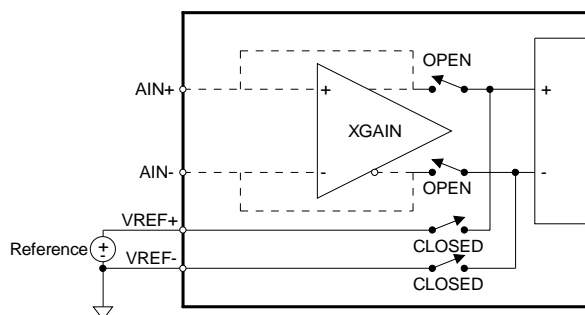 OPEN
AIN+
+
+
XGAIN
AIN-
-
-
OPEN
VREF+
Reference
+
-
CLOSED
VREF-
CLOSED